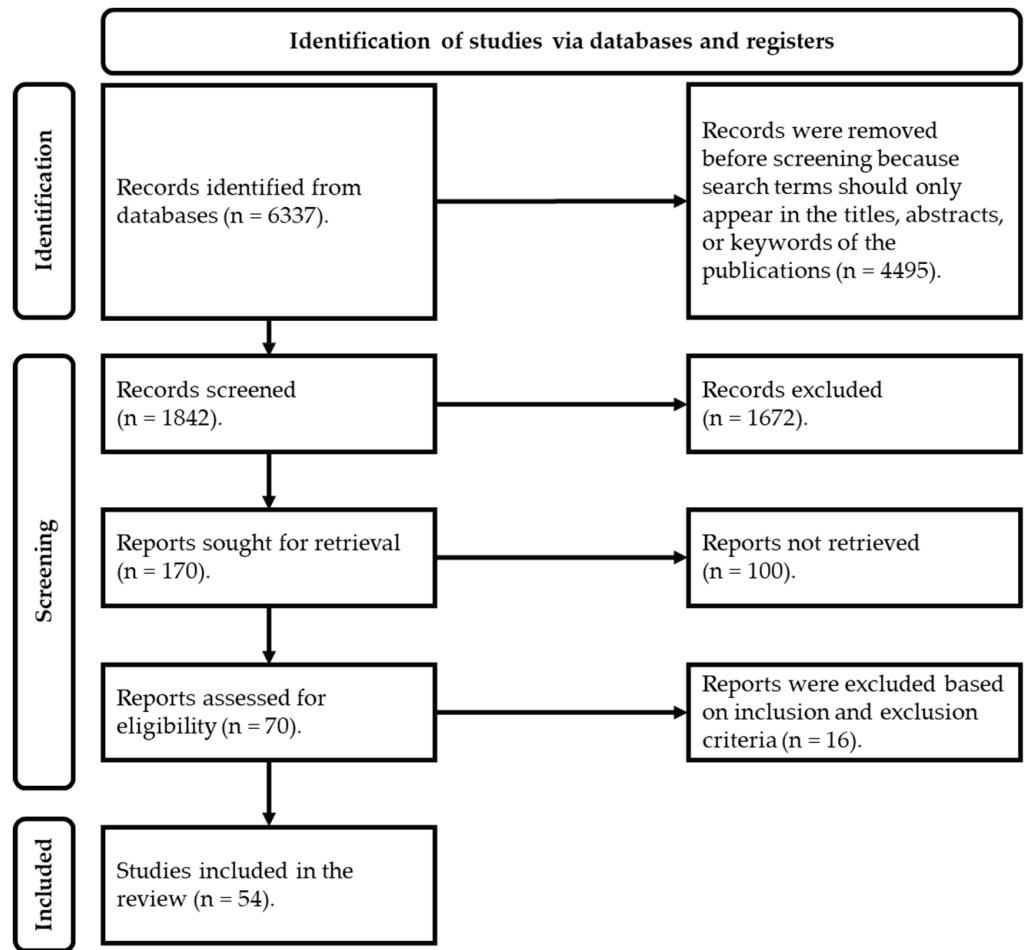 Identification of studies via databases and registers
Identification
Records identified from
databases (n = 6337).
Records were removed
before screening because
search terms should only
appear in the titles, abstracts,
or keywords of the
publications (n = 4495).
Screening
Records screened
(n = 1842).
Records excluded
(n = 1672).
Reports sought for retrieval
(n = 170).
Reports not retrieved
(n = 100).
Reports assessed for
eligibility (n = 70).
Reports were excluded based
on inclusion and exclusion
criteria (n = 16).
Included
Studies included in the
review (n = 54).